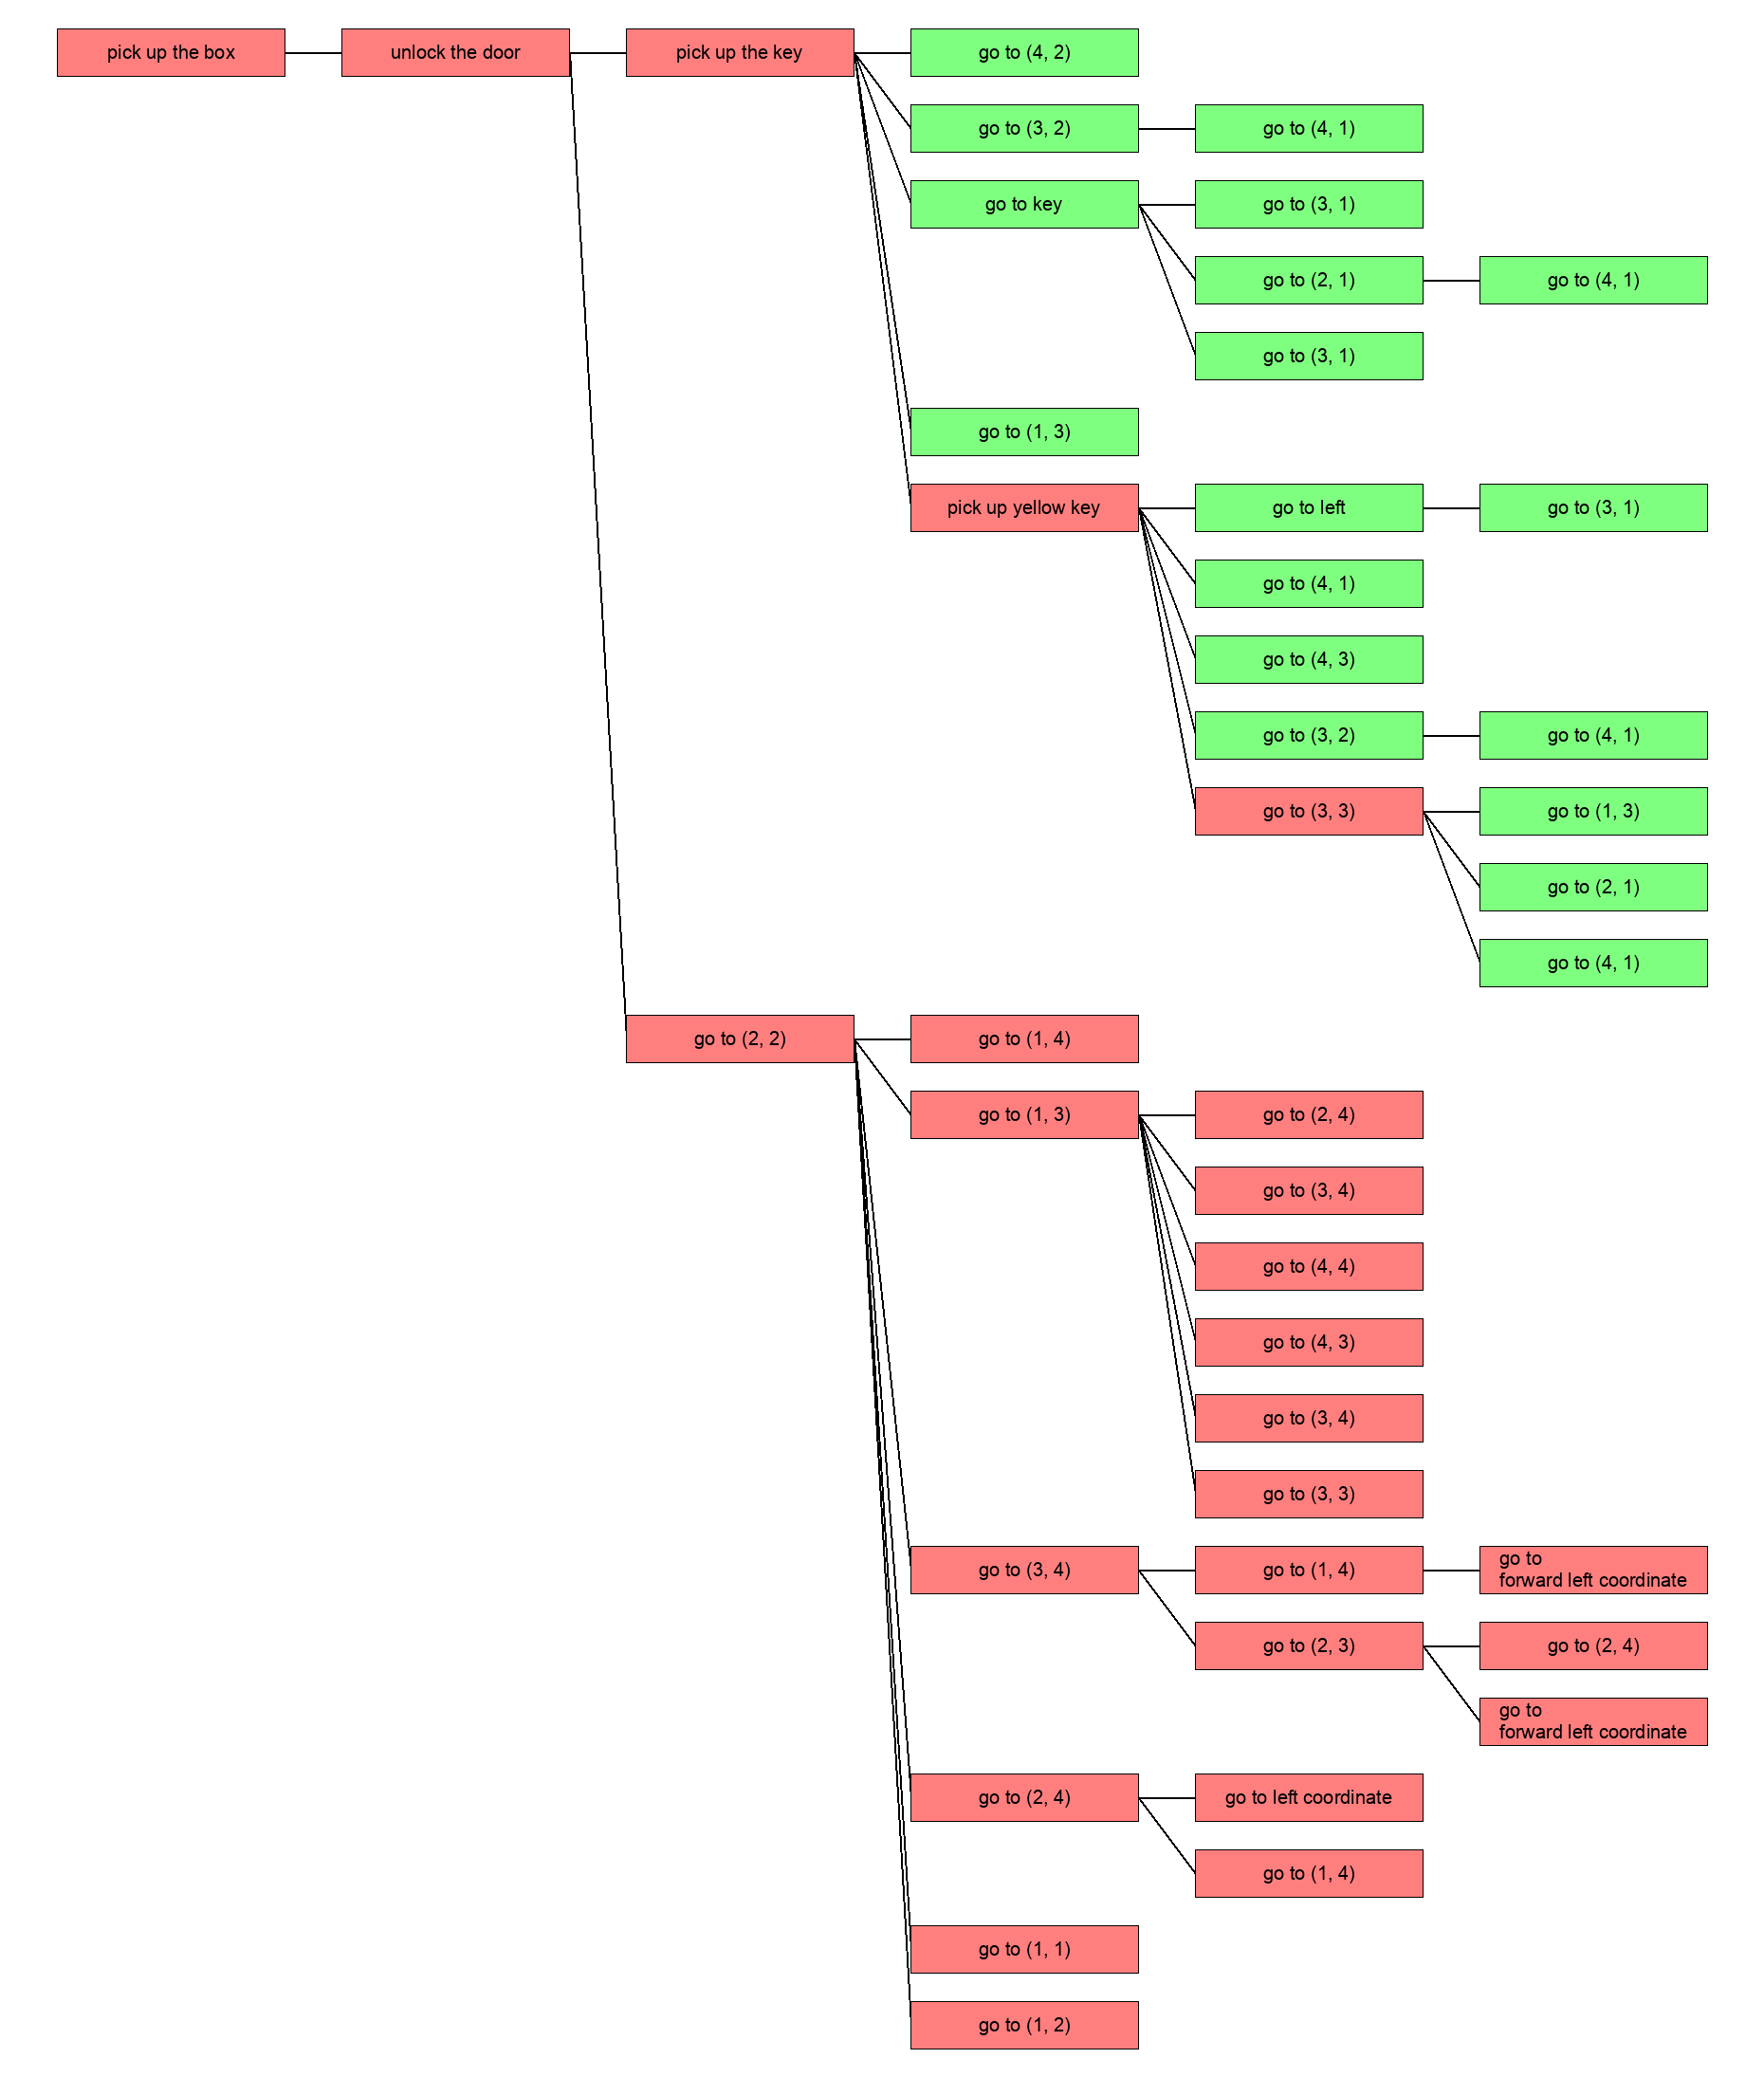 pick up the box
unlock the door
pick up the key
go to (4, 2)
go to (3, 2)
go to (4, 1)
go to key
go to (3, 1)
go to (2, 1)
go to (4, 1)
go to (3, 1)
go to (1, 3)
pick up yellow key
go to left
go to (3, 1)
go to (4, 1)
go to (4, 3)
go to (3, 2)
go to (4, 1)
go to (3, 3)
go to (1, 3)
go to (2, 1)
go to (4, 1)
go to (2, 2)
go to (1, 4)
go to (1, 3)
go to (2, 4)
go to (3, 4)
go to (4, 4)
go to (4, 3)
go to (3, 4)
go to (3, 3)
go to (3, 4)
go to (1, 4)
go to
forward left coordinate
go to (2, 3)
go to (2, 4)
go to
forward left coordinate
go to (2, 4)
go to left coordinate
go to (1, 4)
go to (1, 1)
go to (1, 2)